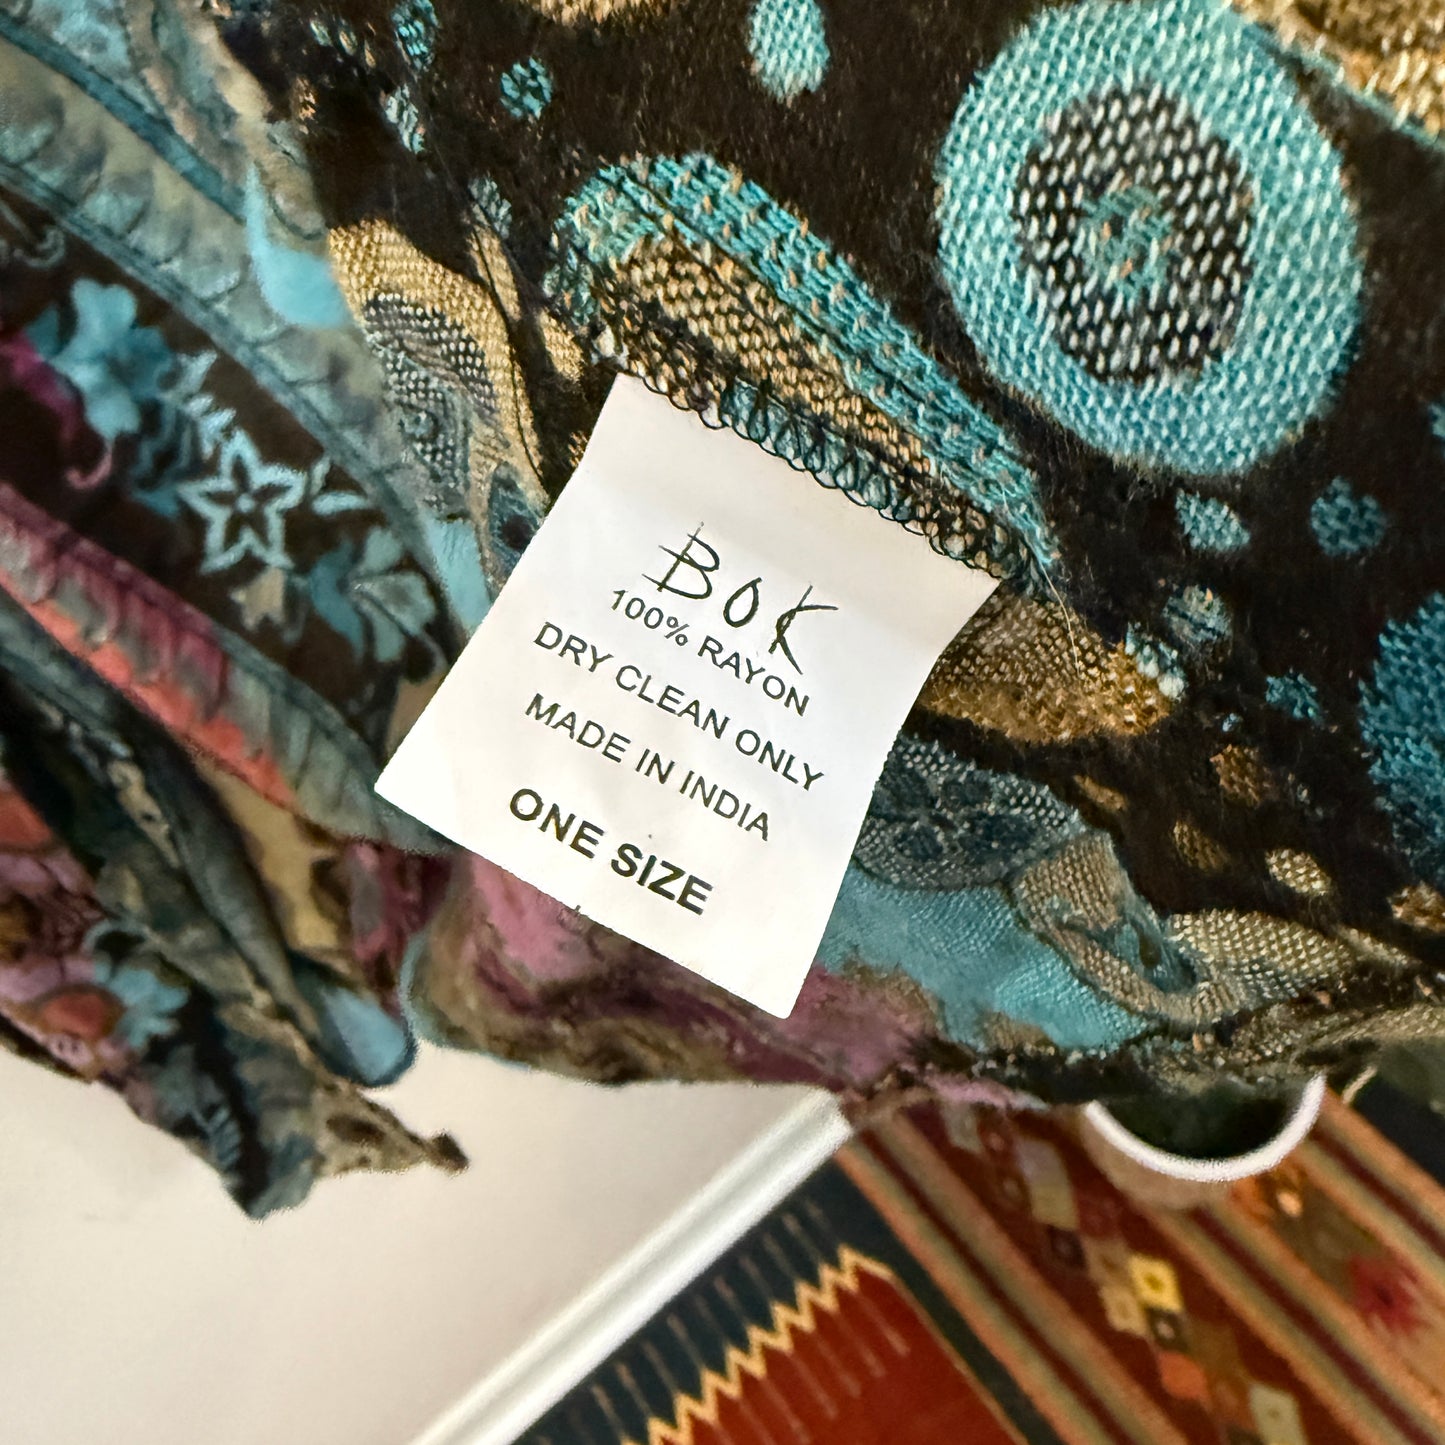 BOK
100% RAYON
DRY CLEAN ONLY
MADE IN INDIA
ONE SIZE